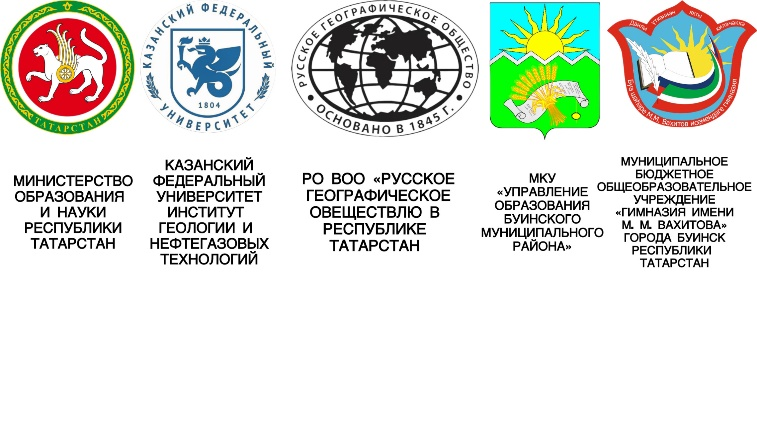 ТАТАРСТАН
КАЗАНСКИЙ ФЕДЕРАЛЬНЫЙ
УНИВЕРСИТЕТ
1804
РУССКОЕ ГЕОГРАФИЧЕСКОЕ ОБЩЕСТВО
ОСНОВАНО В 1845 Г.
МИНИСТЕРСТВО
ОБРАЗОВАНИЯ
И НАУКИ
РЕСПУБЛИКИ
ТАТАРСТАН
КАЗАНСКИЙ
ФЕДЕРАЛЬНЫЙ
УНИВЕРСИТЕТ
ИНСТИТУТ
ГЕОЛОГИИ И
НЕФТЕГАЗОВЫХ
ТЕХНОЛОГИЙ
РО ВОО «РУССКОЕ
ГЕОГРАФИЧЕСКОЕ
ОВЕЩЕСТВЛЮ В
РЕСПУБЛИКЕ
ТАТАРСТАН
МКУ
«УПРАВЛЕНИЕ
ОБРАЗОВАНИЯ
БУИНСКОГО
МУНИЦИПАЛЬНОГО
РАЙОНА»
МУНИЦИПАЛЬНОЕ
БЮДЖЕТНОЕ
ОБЩЕОБРАЗОВАТЕЛЬНОЕ
УЧРЕЖДЕНИЕ
«ГИМНАЗИЯ ИМЕНИ
М. М. ВАХИТОВА»
ГОРОДА БУИНСК
РЕСПУБЛИКИ
ТАТАРСТАН